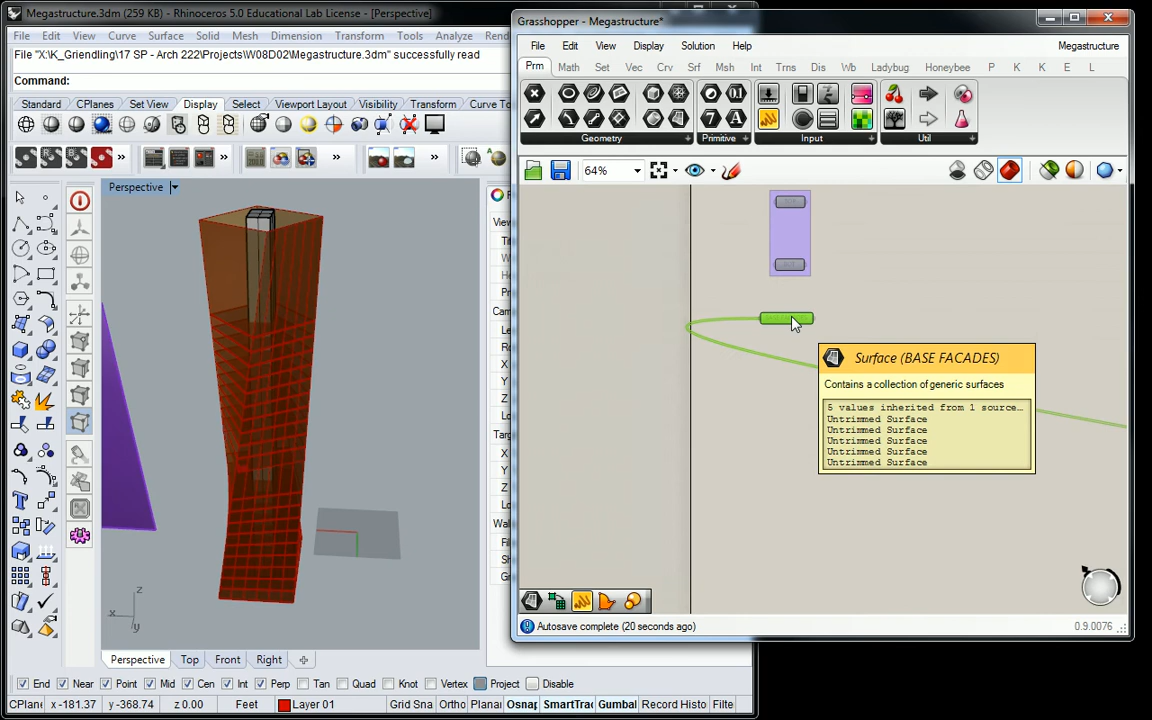 Megastructure.3dm (259 KB) - Rhinoceros 5.0 Educational Lab License - [Perspective]
File Edit View Curve Surface Solid Mesh Dimension Transform Tools Analyze
File "X:\K_Griendling\17 SP - Arch 222\Projects\W08D02\Megastructure.3dm" successfully read
Command:
Standard CPlanes Set View Display Select Viewport Layout Visibility Transform Curve To
Perspective
z
x
y
Perspective Top Front Right
End Near Point Mid Cen Int Perp Tan Quad Knot Vertex Project Disable
CPlan x -181.37 y -368.74 z 0.00 Feet Layer 01 Grid Sna Ortho Planar Osnap SmartTrac Gumbal Record Histo Filte
Grasshopper - Megastructure*
File Edit View Display Solution Help Megastructure
Prm Math Set Vec Crv Srf Msh Int Trns Dis Wb Ladybug Honeybee P K K E L
Geometry Primitive Input Util
64%
Surface (BASE FACADES)
Contains a collection of generic surfaces
5 values inherited from 1 source...
Untrimmed Surface
Untrimmed Surface
Untrimmed Surface
Untrimmed Surface
Untrimmed Surface
Autosave complete (20 seconds ago) 0.9.0076